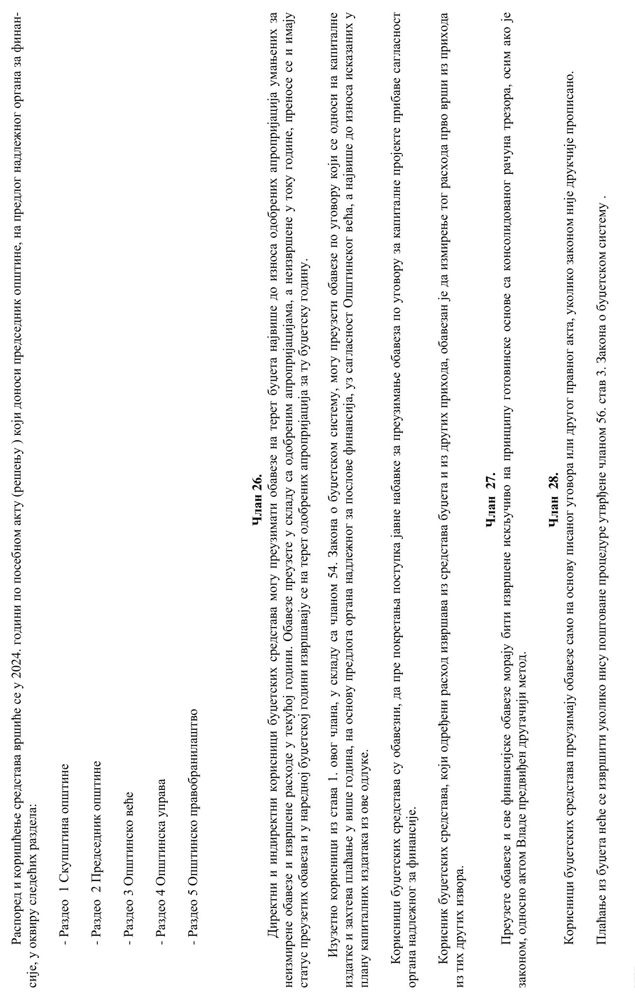 Распоред и коришћење средстава вршиће се у 2024. години по посебном акту (решењу ) који доноси председник општине, на предлог надлежног органа за финан-
сије, у оквиру следећих раздела:
- Раздео  1 Скупштина општине
- Раздео  2 Председник општине
- Раздео 3 Општинско веће
- Раздео 4 Општинска управа
- Раздео 5 Општинско правобранилаштво
Члан 26.
Директни и индиректни корисници буџетских средстава могу преузимати обавезе на терет буџета највише до износа одобрених апропријација умањених за
неизмирене обавезе и извршене расходе у текућој години. Обавезе преузете у складу са одобреним апропријацијама, а неизвршене у току године, преносе се и имају
статус преузетих обавеза и у наредној буџетској години извршавају се на терет одобрених апропријација за ту буџетску годину.
Изузетно корисници из става 1. овог члана, у складу са чланом 54. Закона о буџетском систему, могу преузети обавезе по уговору који се односи на капиталне
издатке и захтева плаћање у више година, на основу предлога органа надлежног за послове финансија, уз сагласност Општинског већа, а највише до износа исказаних у
плану капиталних издатака из ове одлуке.
Корисници буџетских средстава су обавезни, да пре покретања поступка јавне набавке за преузимање обавеза по уговору за капиталне пројекте прибаве сагласност
органа надлежног за финансије.
Корисник буџетских средстава, који одређени расход извршава из средстава буџета и из других прихода, обавезан је да измирење тог расхода прво врши из прихода
из тих других извора.
Члан  27.
Преузете обавезе и све финансијске обавезе морају бити извршене искључиво на принципу готовинске основе са консолидованог рачуна трезора, осим ако је
законом, односно актом Владе предвиђен другачији метод.
Члан  28.
Корисници буџетских средстава преузимају обавезе само на основу писаног уговора или другог правног акта, уколико законом није друкчије прописано.
Плаћање из буџета неће се извршити уколико нису поштоване процедуре утврђене чланом 56. став 3. Закона о буџетском систему .